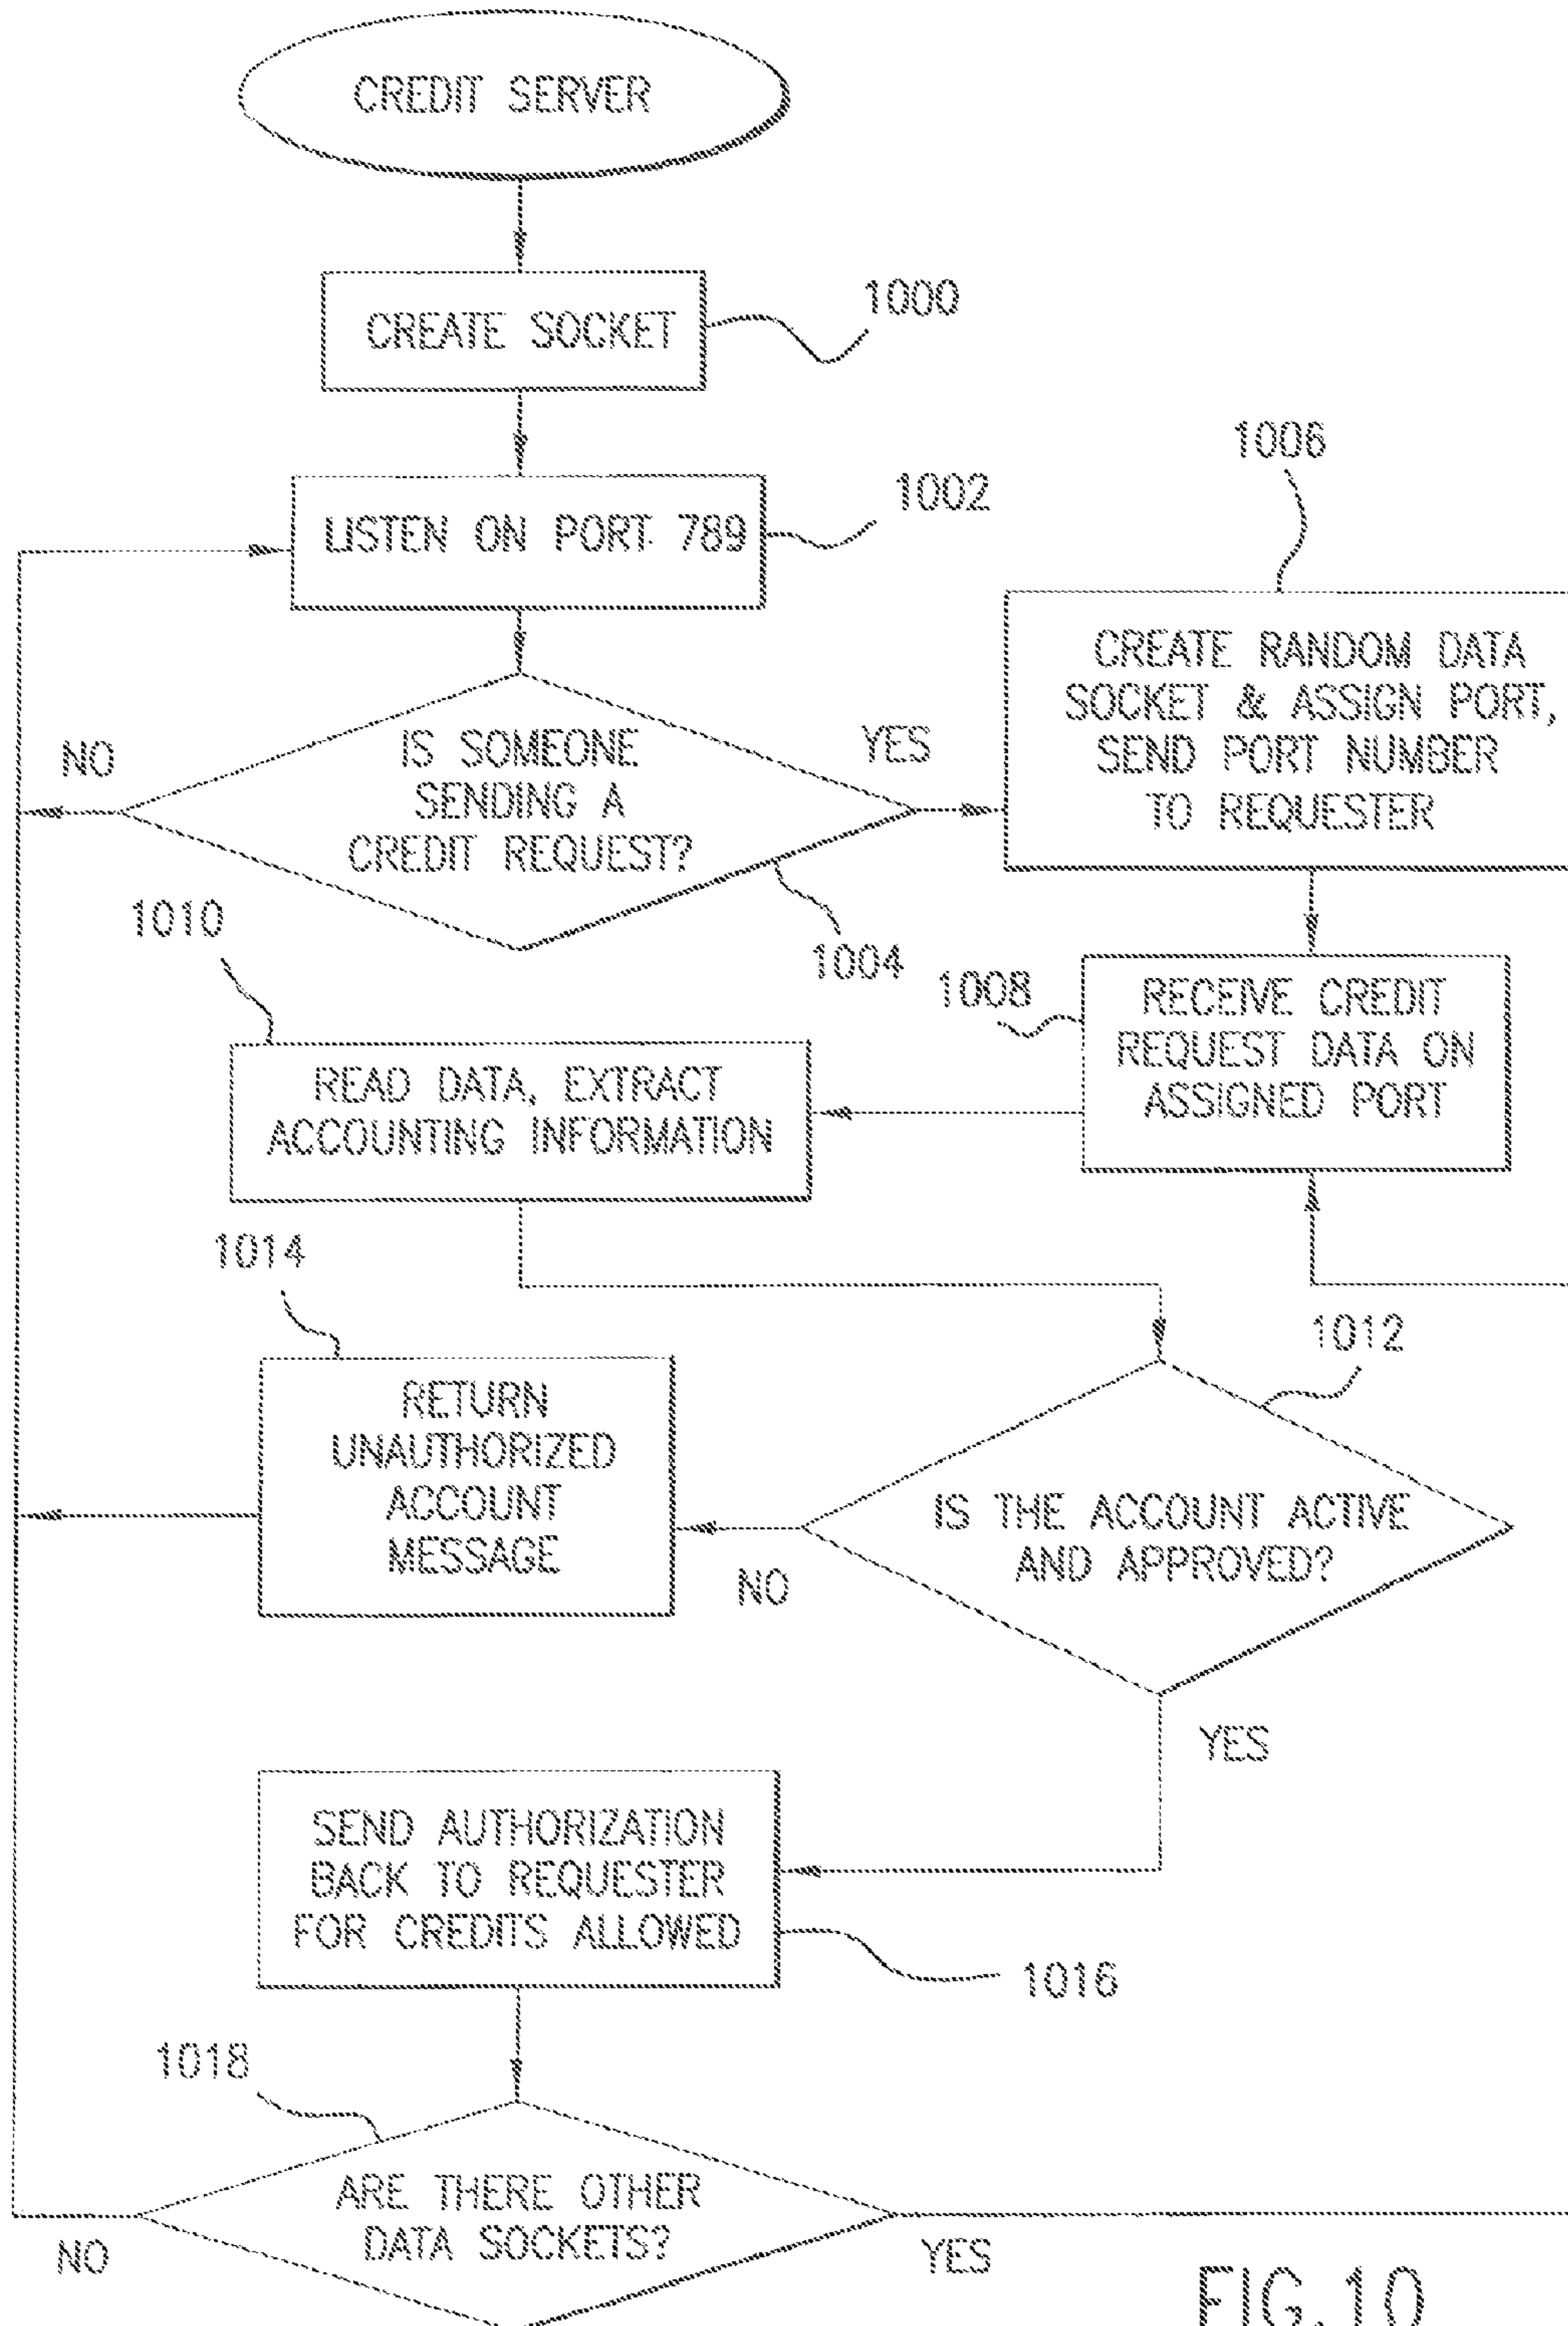 CREDIT SERVER
CREATE SOCKET
1000
LISTEN ON PORT 789
1002
1006
CREATE RANDOM DATA
SOCKET & ASSIGN PORT,
SEND PORT NUMBER
TO REQUESTER
NO
IS SOMEONE
SENDING A
CREDIT REQUEST?
YES
1004
1008
RECEIVE CREDIT
REQUEST DATA ON
ASSIGNED PORT
1010
READ DATA, EXTRACT
ACCOUNTING INFORMATION
1012
IS THE ACCOUNT ACTIVE
AND APPROVED?
NO
1014
RETURN
UNAUTHORIZED
ACCOUNT
MESSAGE
YES
SEND AUTHORIZATION
BACK TO REQUESTER
FOR CREDITS ALLOWED
1016
1018
ARE THERE OTHER
DATA SOCKETS?
NO
YES
FIG.10